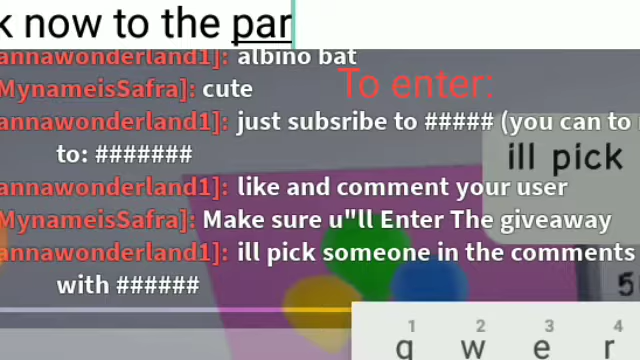 k now to the par
annawonderland1]: albino bat
To enter:
MynameisSafra]: cute
annawonderland1]: just subsribe to ##### (you can to
to: #######
ill pick
annawonderland1]: like and comment your user
MynameisSafra]: Make sure u"ll Enter The giveaway
annawonderland1]: ill pick someone in the comments
with ######
1 2 3 4
q w e r